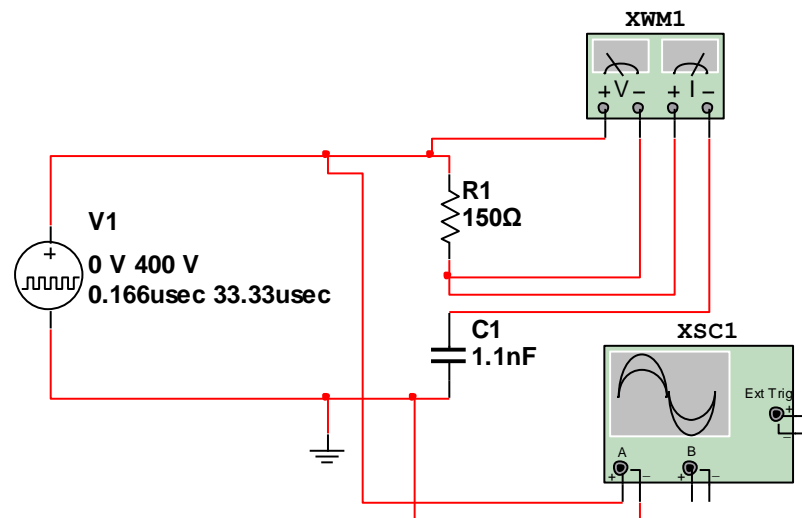 XWM1
+ V − + I −
R1
150Ω
V1
+
0 V 400 V
0.166usec 33.33usec
C1
1.1nF
XSC1
Ext Trig
+
−
A B
+ − + −